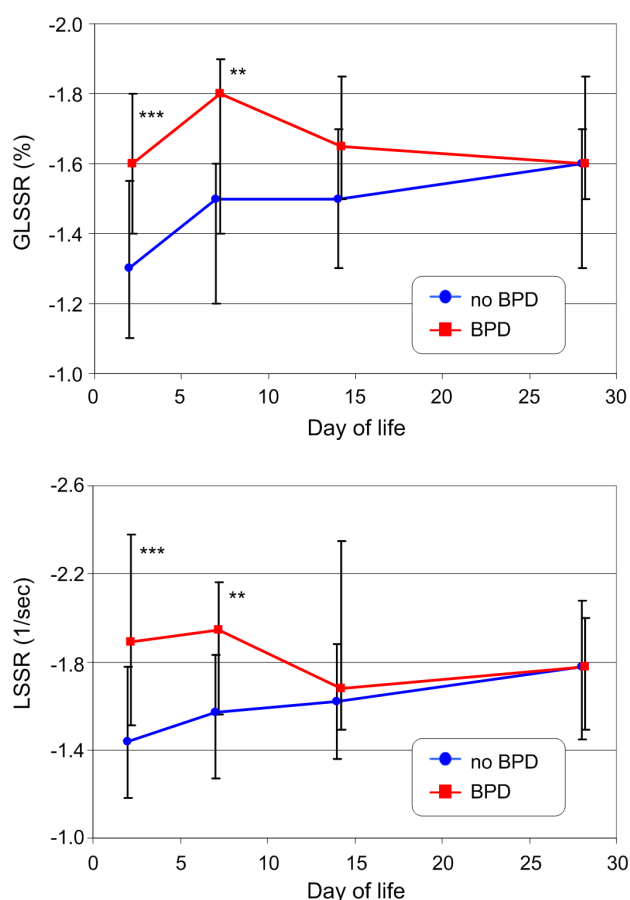 -2.0
-1.8
-1.6
-1.4
-1.2
-1.0
GLSSR (%)
***
**
no BPD
BPD
0 5 10 15 20 25 30
Day of life
-2.6
-2.2
-1.8
-1.4
-1.0
LSSR (1/sec)
***
**
no BPD
BPD
0 5 10 15 20 25 30
Day of life